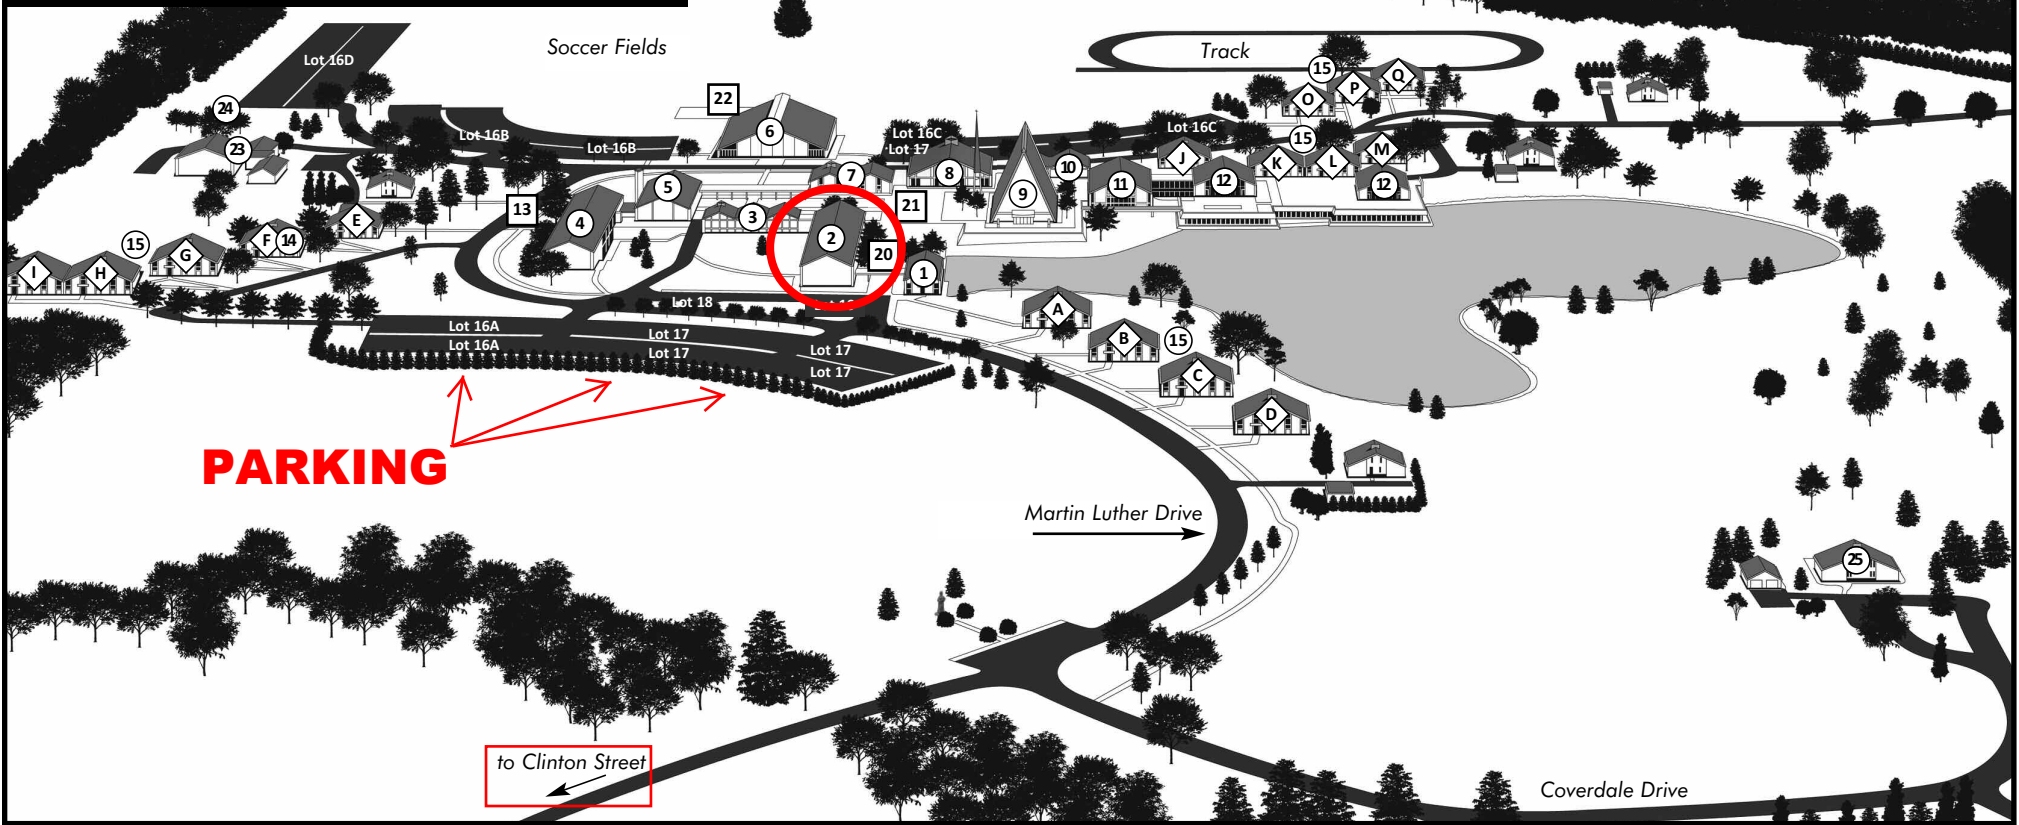 Soccer Fields
Track
Lot 16D
15
Q
P
O
22
24
6
Lot 16B
Lot 16B
Lot 16C
Lot 17
Lot 16C
15
23
J
K
L
M
10
8
7
9
11
12
12
5
13
4
3
21
2
20
1
E
F
14
15
G
H
I
Lot 18
A
Lot 16A
Lot 16A
Lot 17
Lot 17
Lot 17
Lot 17
B
15
C
D
PARKING
Martin Luther Drive
25
to Clinton Street
Coverdale Drive